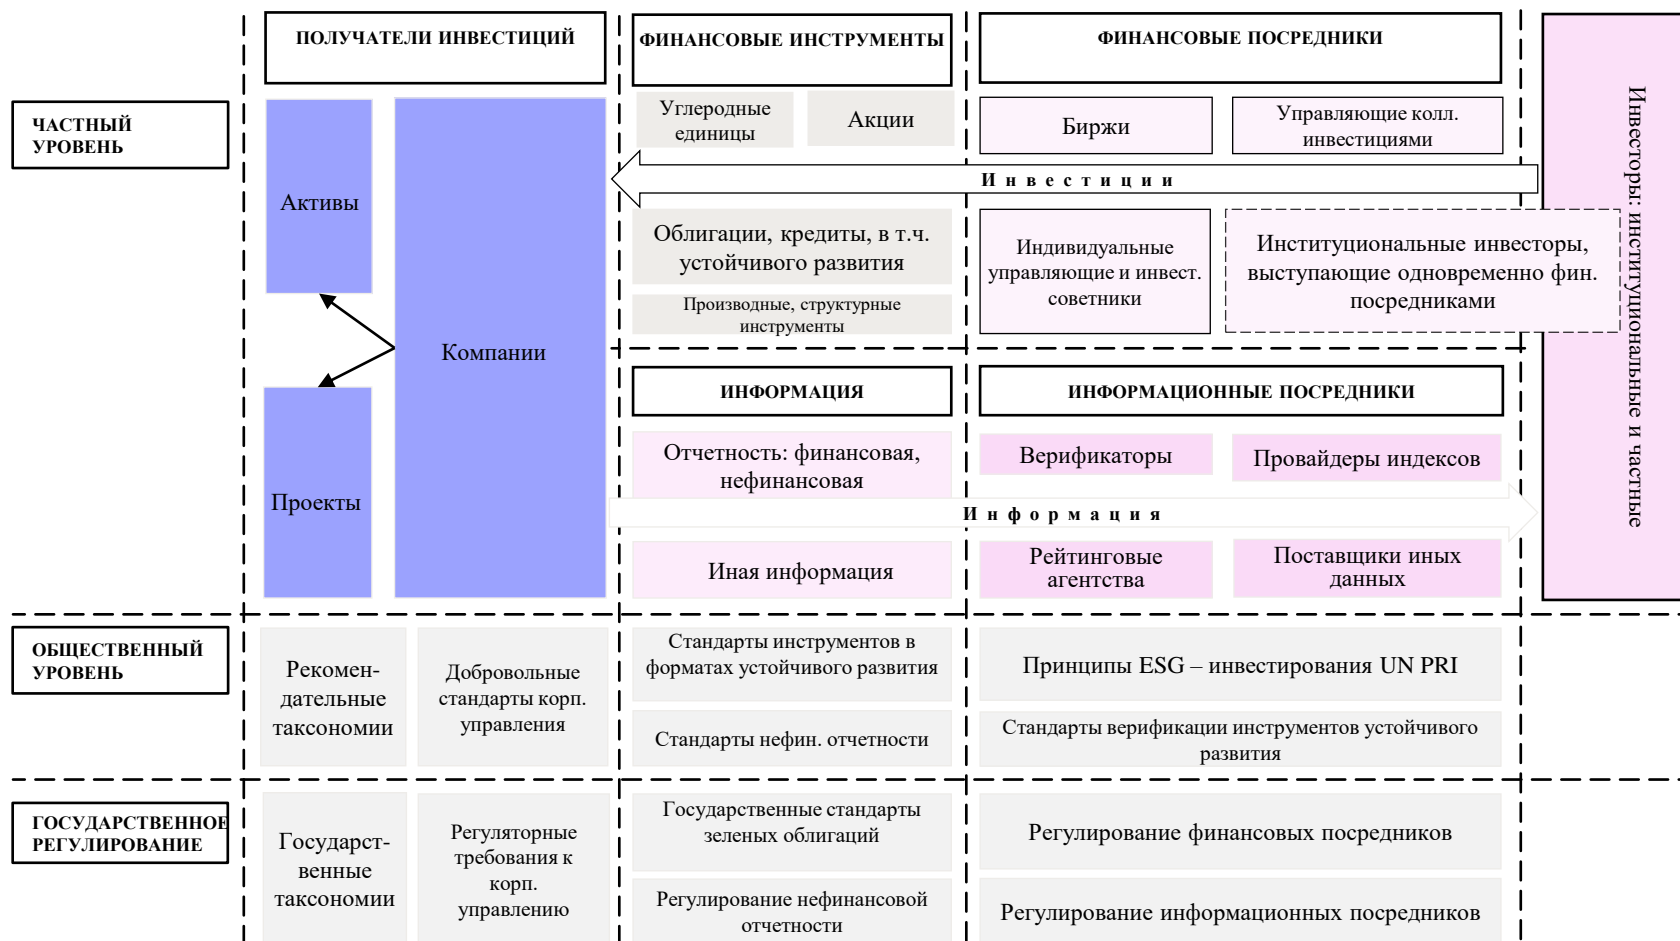 ПОЛУЧАТЕЛИ ИНВЕСТИЦИЙ
ФИНАНСОВЫЕ ИНСТРУМЕНТЫ
ФИНАНСОВЫЕ ПОСРЕДНИКИ
ЧАСТНЫЙ
УРОВЕНЬ
Активы
Компании
Проекты
Углеродные
единицы
Акции
Биржи
Управляющие колл.
инвестициями
Инвестиции
Облигации, кредиты, в т.ч.
устойчивого развития
Производные, структурные
инструменты
Индивидуальные
управляющие и инвест.
советники
Институциональные инвесторы,
выступающие одновременно фин.
посредниками
Инвесторы: институциональные и частные
ИНФОРМАЦИЯ
ИНФОРМАЦИОННЫЕ ПОСРЕДНИКИ
Отчетность: финансовая,
нефинансовая
Верификаторы
Провайдеры индексов
Информация
Иная информация
Рейтинговые
агентства
Поставщики иных
данных
ОБЩЕСТВЕННЫЙ
УРОВЕНЬ
Рекомен-
дательные
таксономии
Добровольные
стандарты корп.
управления
Стандарты инструментов в
форматах устойчивого развития
Стандарты нефин. отчетности
Принципы ESG – инвестирования UN PRI
Стандарты верификации инструментов устойчивого
развития
ГОСУДАРСТВЕННОЕ
РЕГУЛИРОВАНИЕ
Государст-
венные
таксономии
Регуляторные
требования к
корп.
управлению
Государственные стандарты
зеленых облигаций
Регулирование нефинансовой
отчетности
Регулирование финансовых посредников
Регулирование информационных посредников